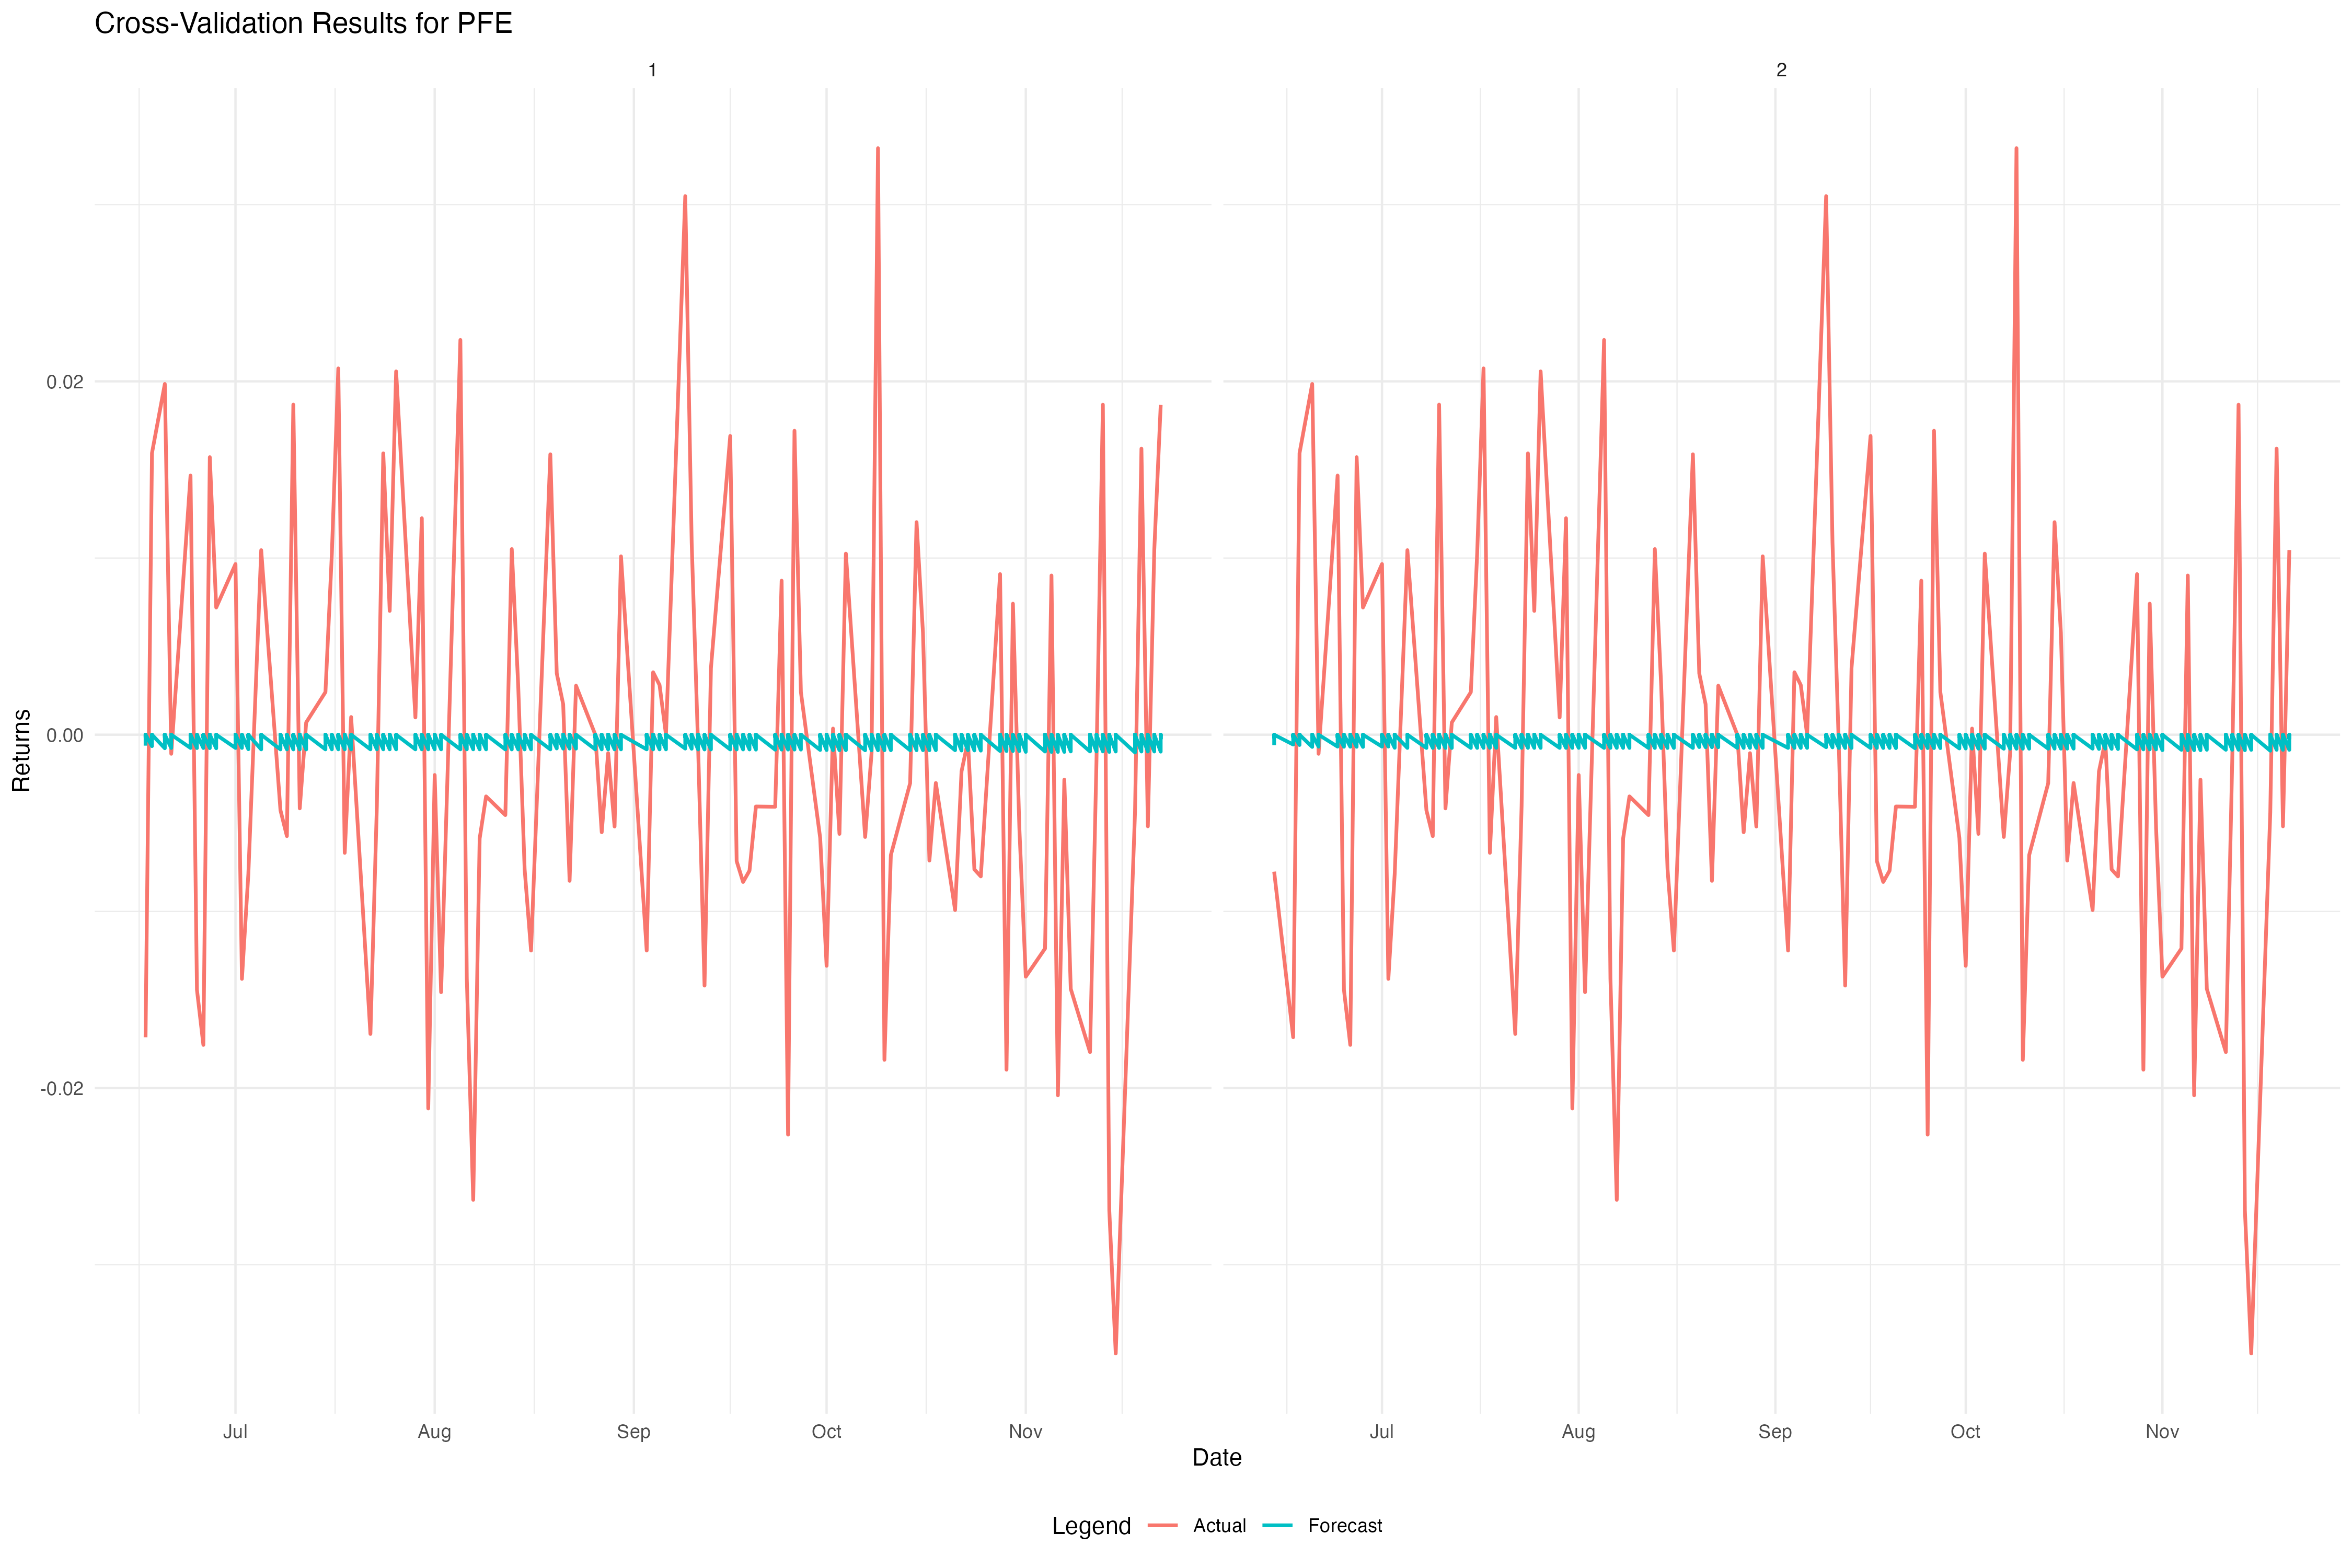 Cross-Validation Results for PFE
1 2
Returns
0.02
0.00
-0.02
Jul Aug Sep Oct Nov Jul Aug Sep Oct Nov
Date
Legend Actual Forecast